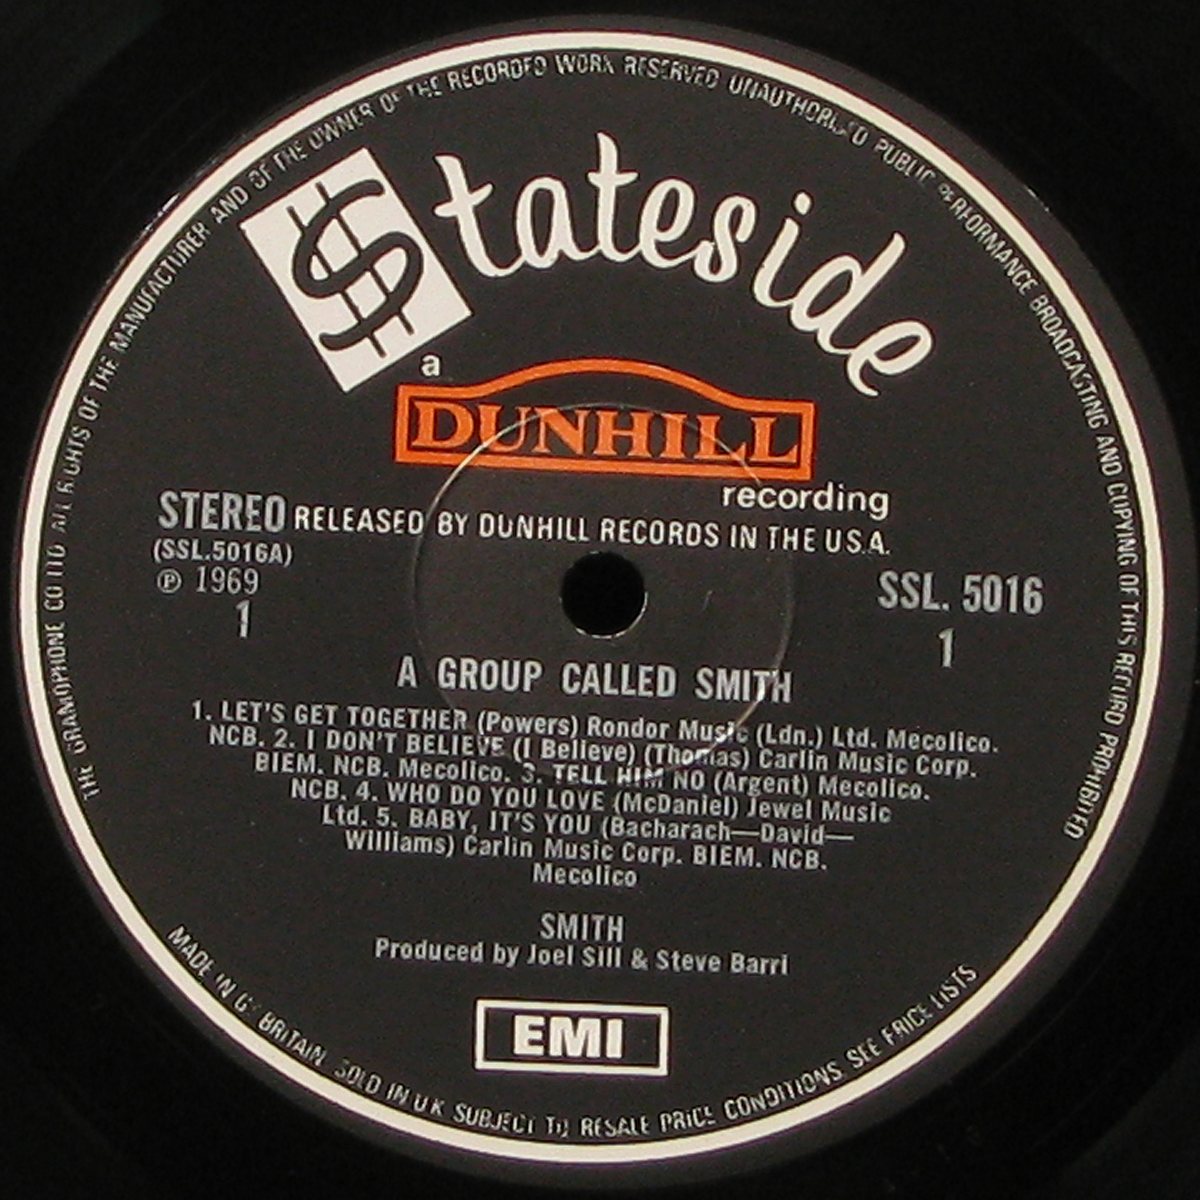 THE GRAMOPHONE CO LTD ALL RIGHTS OF THE MANUFACTURER AND OF THE OWNER OF THE RECORDED WORK RESERVED UNAUTHORISED PUBLIC PERFORMANCE BROADCASTING AND COPYING OF THIS RECORD PROHIBITED
$tateside
a
DUNHILL
recording
STEREO RELEASED BY DUNHILL RECORDS IN THE U.S.A.
(SSL.5016A)
℗ 1969
SSL. 5016
1
1
A GROUP CALLED SMITH
1. LET'S GET TOGETHER (Powers) Rondor Music (Ldn.) Ltd. Mecolico.
NCB. 2. I DON'T BELIEVE (I Believe) (Thomas) Carlin Music Corp.
BIEM. NCB. Mecolico. 3. TELL HIM NO (Argent) Mecolico.
NCB. 4. WHO DO YOU LOVE (McDaniel) Jewel Music
Ltd. 5. BABY, IT'S YOU (Bacharach—David—
Williams) Carlin Music Corp. BIEM. NCB.
Mecolico
SMITH
Produced by Joel Sill & Steve Barri
EMI
MADE IN GT BRITAIN SOLD IN U K SUBJECT TO RESALE PRICE CONDITIONS SEE PRICE LISTS